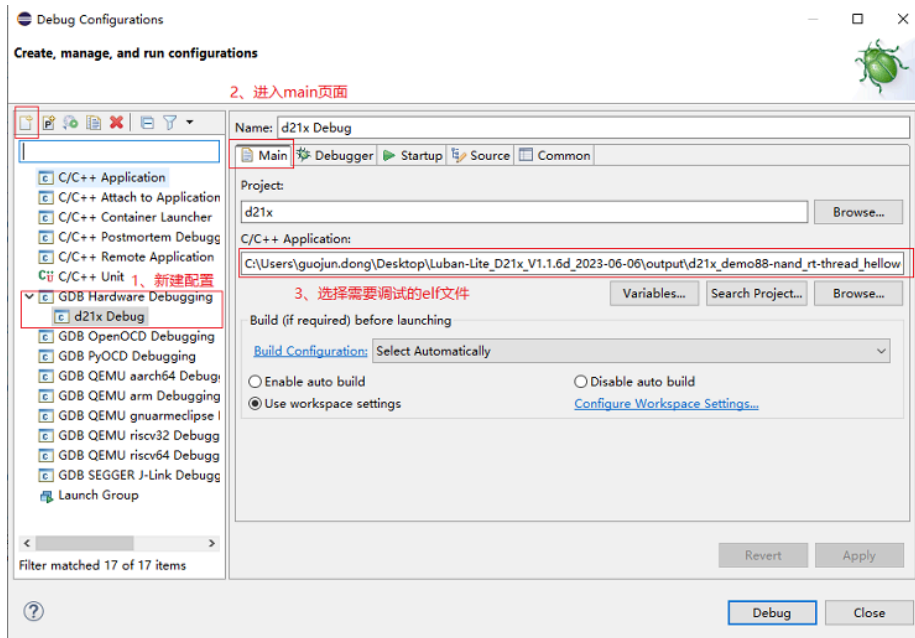 Debug Configurations
Create, manage, and run configurations
2、进入main页面
Name: d21x Debug
Main Debugger Startup Source Common
Project:
d21x
Browse...
C/C++ Application:
C:\Users\guojun.dong\Desktop\Luban-Lite_D21x_V1.1.6d_2023-06-06\output\d21x_demo88-nand_rt-thread_hellow
3、选择需要调试的elf文件
Variables... Search Project... Browse...
Build (if required) before launching
Build Configuration: Select Automatically
Enable auto build Disable auto build
Use workspace settings Configure Workspace Settings...
C/C++ Application
C/C++ Attach to Application
C/C++ Container Launcher
C/C++ Postmortem Debugg
C/C++ Remote Application
C/C++ Unit
1、新建配置
GDB Hardware Debugging
d21x Debug
GDB OpenOCD Debugging
GDB PyOCD Debugging
GDB QEMU aarch64 Debug
GDB QEMU arm Debugging
GDB QEMU gnuarmeclipse
GDB QEMU riscv32 Debugg
GDB QEMU riscv64 Debugg
GDB SEGGER J-Link Debugg
Launch Group
Filter matched 17 of 17 items
Revert Apply
Debug Close